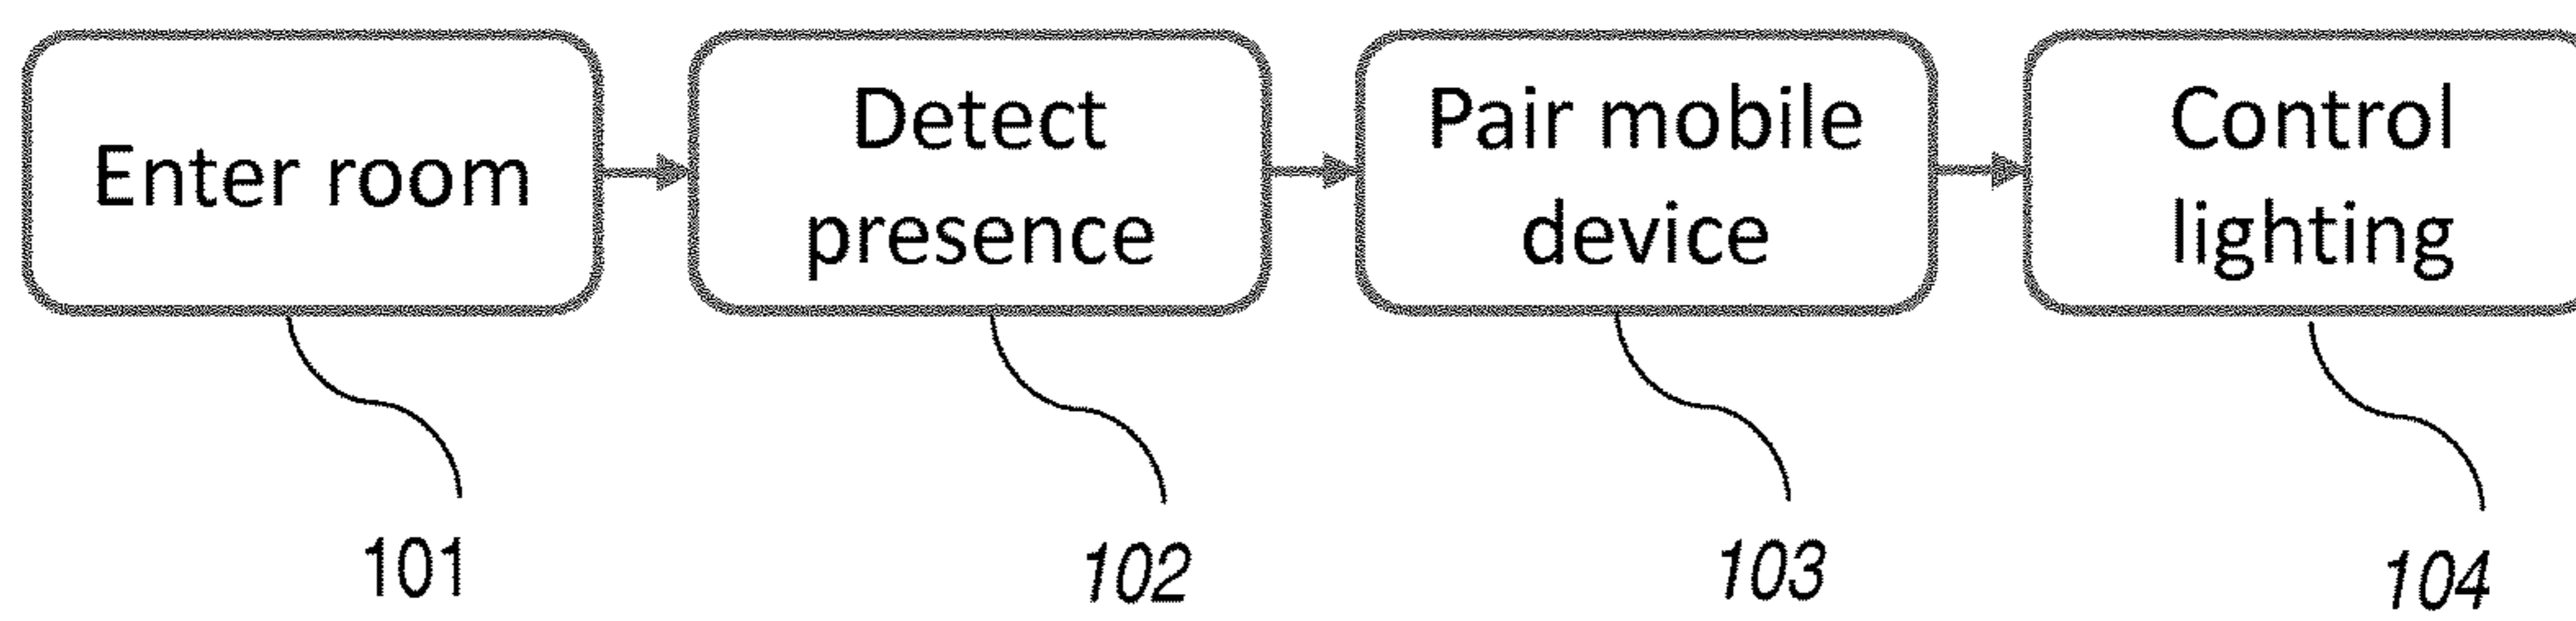 Enter room
Detect
presence
Pair mobile
device
Control
lighting
101
102
103
104